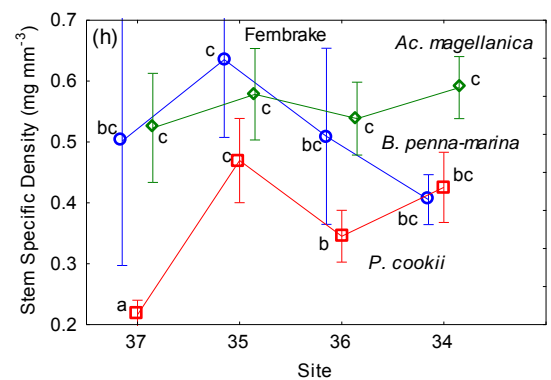 (h) Fernbrake
Ac. magellanica
B. penna-marina
P. cookii
Stem Specific Density (mg mm⁻³)
0.7
0.6
0.5
0.4
0.3
0.2
bc c bc bc
c c c c
a c b bc
37 35 36 34
Site